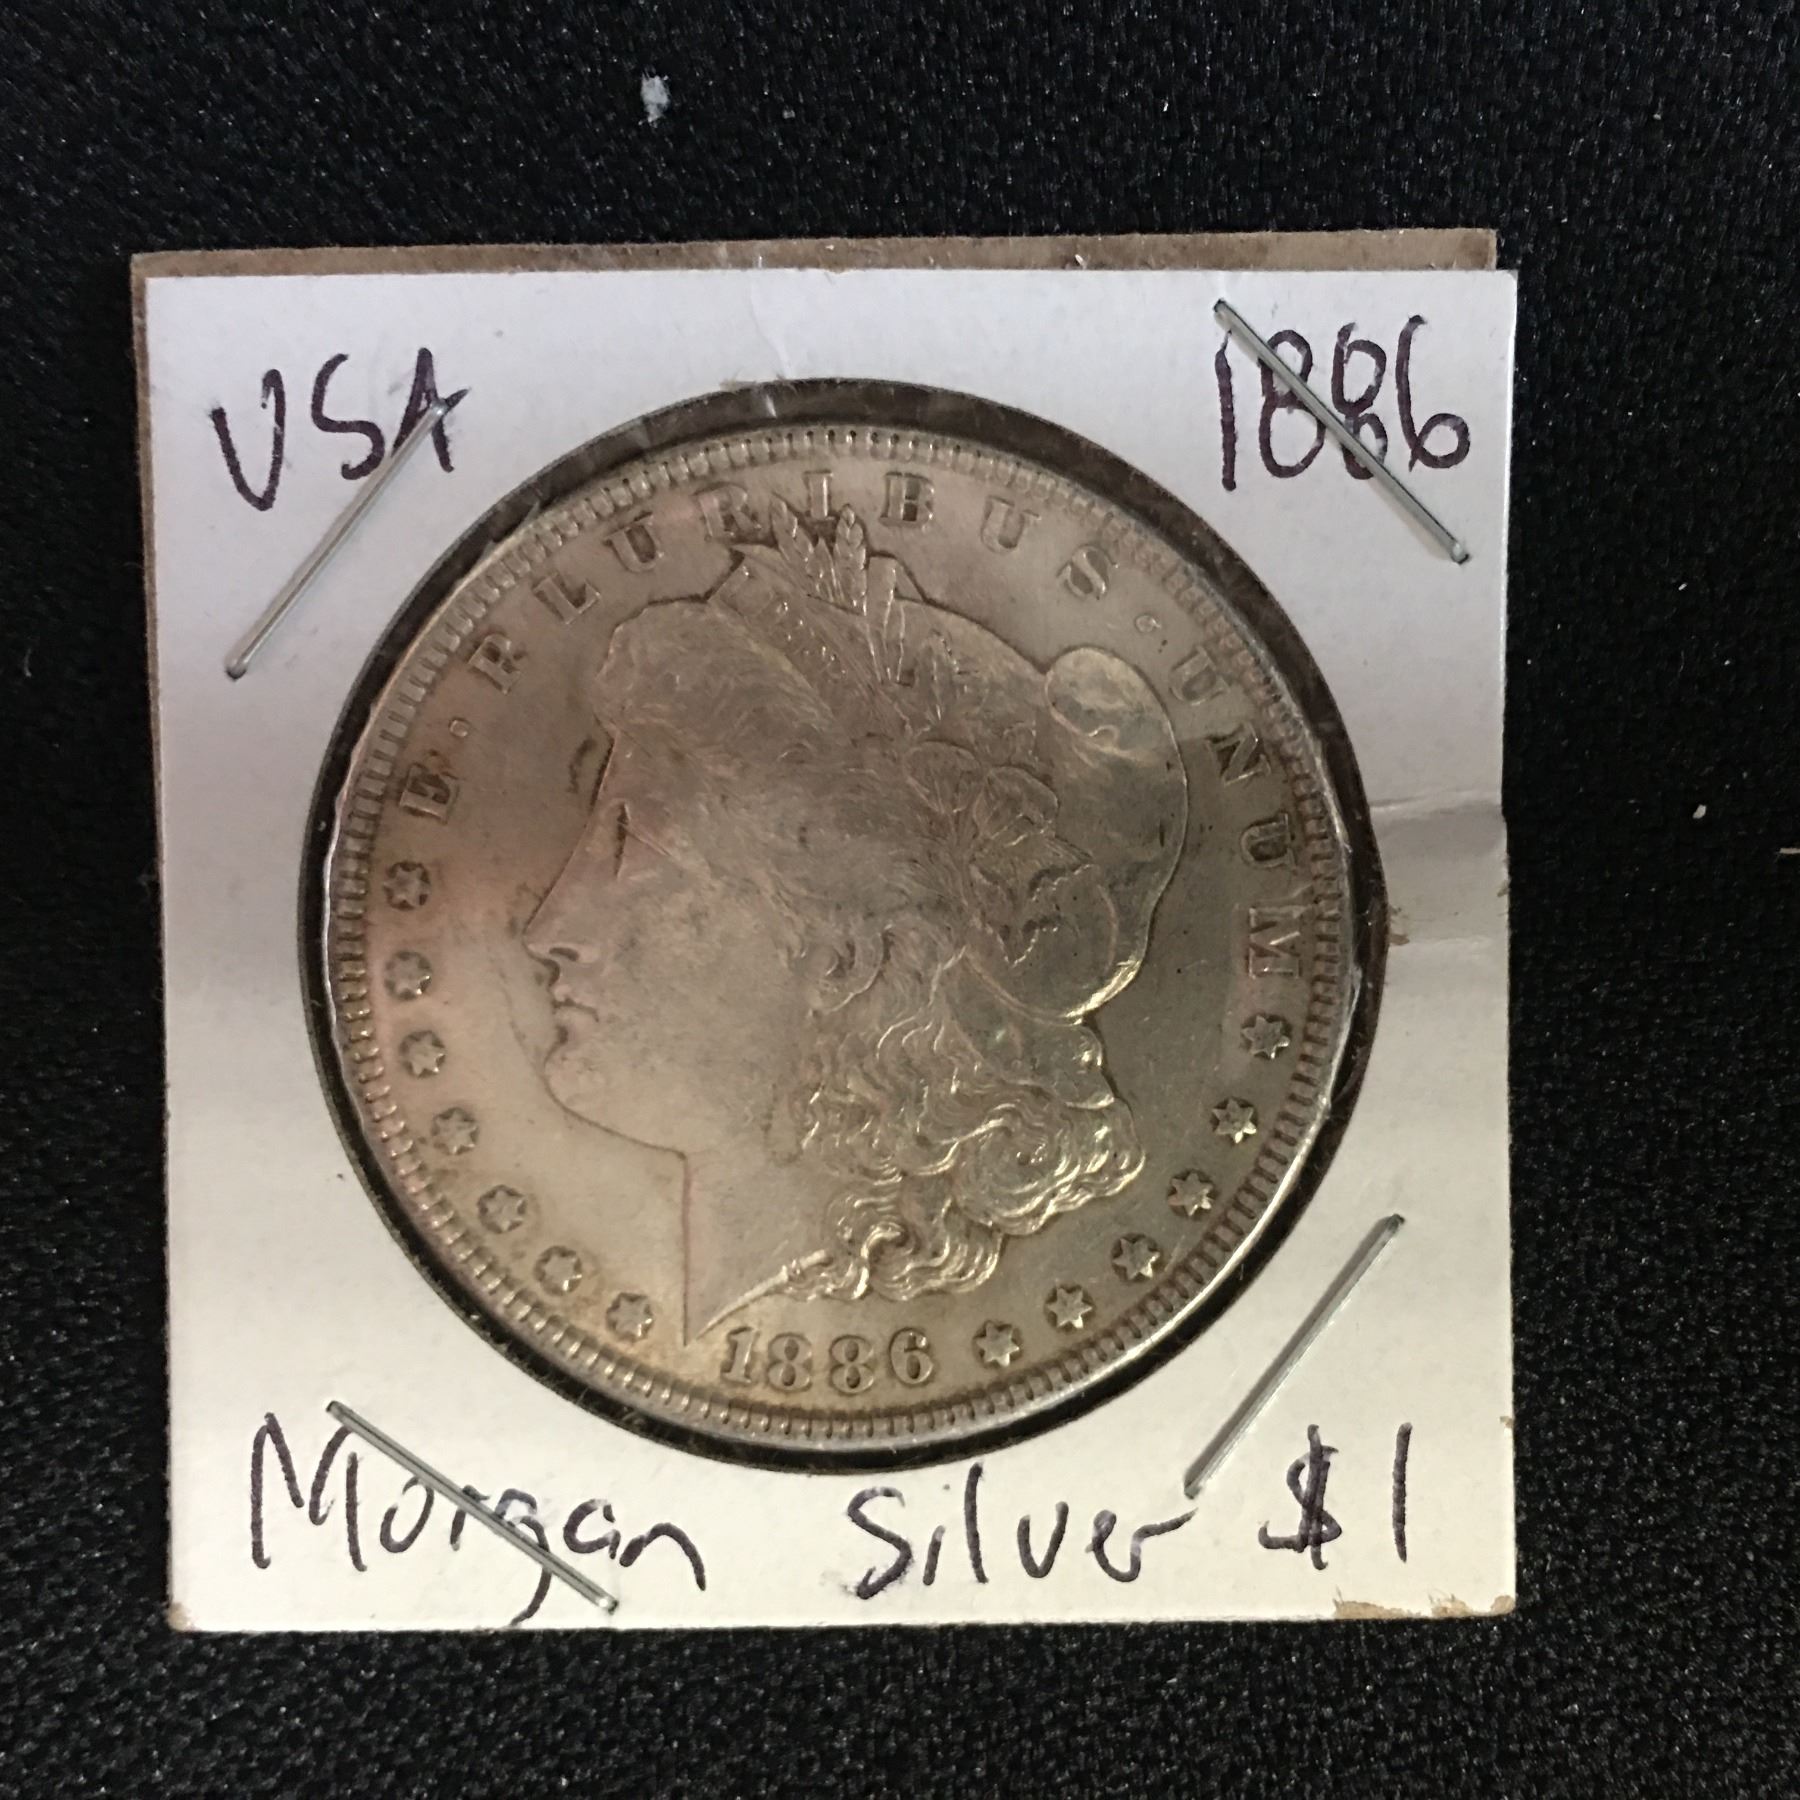 USA 1886
E · PLURIBUS · UNUM
1886
Morgan Silver $1